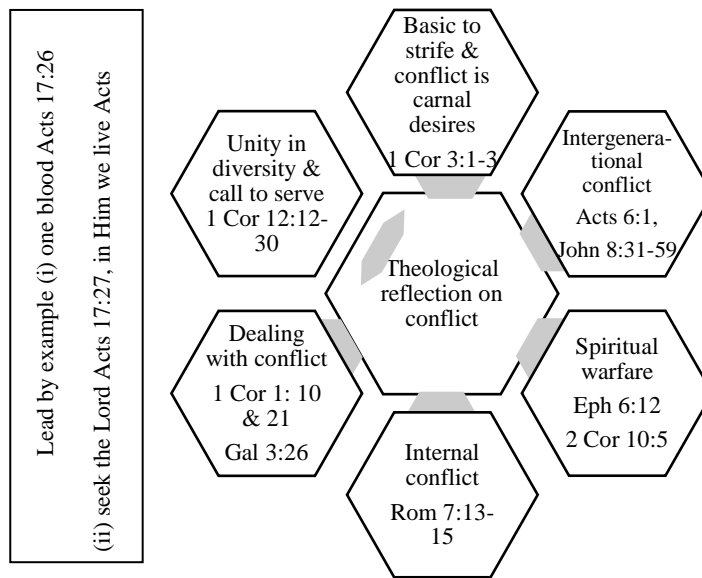 Lead by example (i) one blood Acts 17:26
(ii) seek the Lord Acts 17:27, in Him we live Acts
Basic to
strife &
conflict is
carnal
desires
1 Cor 3:1-3
Intergenera-
tional
conflict
Acts 6:1,
John 8:31-59
Spiritual
warfare
Eph 6:12
2 Cor 10:5
Internal
conflict
Rom 7:13-
15
Dealing
with conflict
1 Cor 1: 10
& 21
Gal 3:26
Unity in
diversity &
call to serve
1 Cor 12:12-
30
Theological
reflection on
conflict